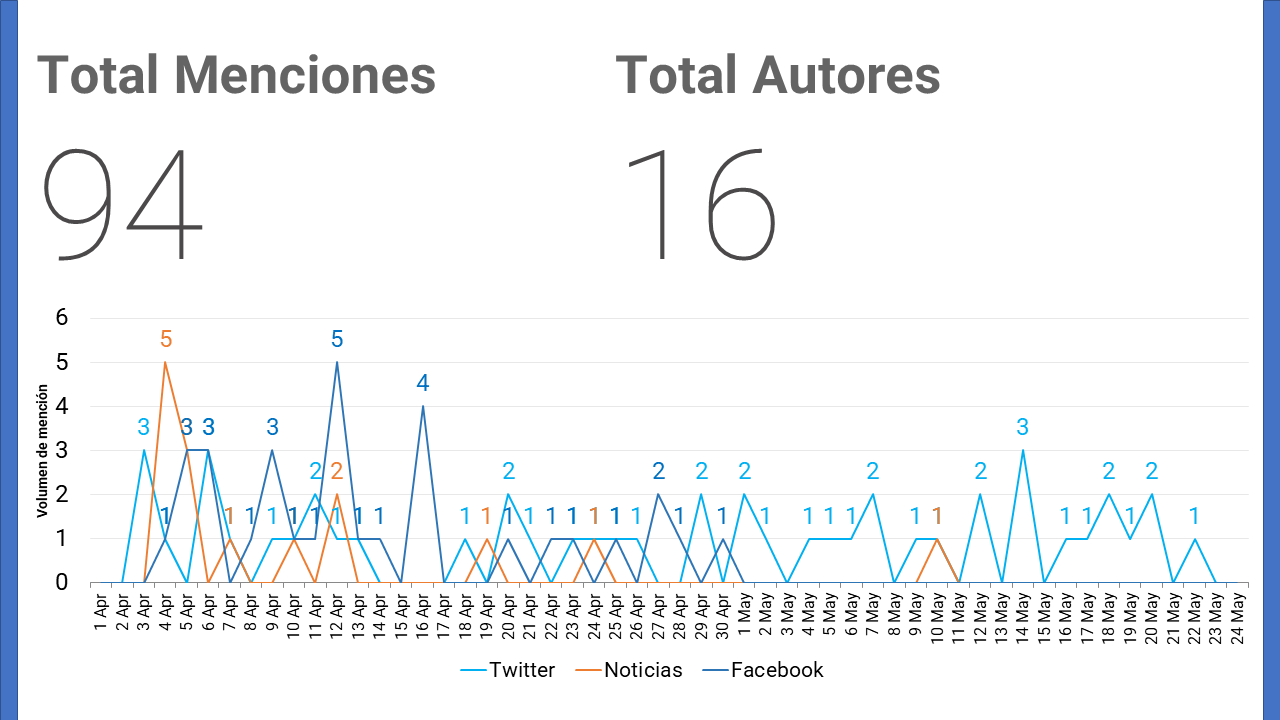 Total Menciones
Total Autores
94
16
Volumen de mención
6
5
4
3
2
1
0
3 5 1 3 3 1 1 3 1 1 2 1 5 2 1 1 1 4 1 1 2 1 1 1 1 1 1 1 1 2 1 2 1 2 1 1 1 1 2 1 1 2 3 1 1 2 1 2 1
1 Apr
2 Apr
3 Apr
4 Apr
5 Apr
6 Apr
7 Apr
8 Apr
9 Apr
10 Apr
11 Apr
12 Apr
13 Apr
14 Apr
15 Apr
16 Apr
17 Apr
18 Apr
19 Apr
20 Apr
21 Apr
22 Apr
23 Apr
24 Apr
25 Apr
26 Apr
27 Apr
28 Apr
29 Apr
30 Apr
1 May
2 May
3 May
4 May
5 May
6 May
7 May
8 May
9 May
10 May
11 May
12 May
13 May
14 May
15 May
16 May
17 May
18 May
19 May
20 May
21 May
22 May
23 May
24 May
Twitter
Noticias
Facebook